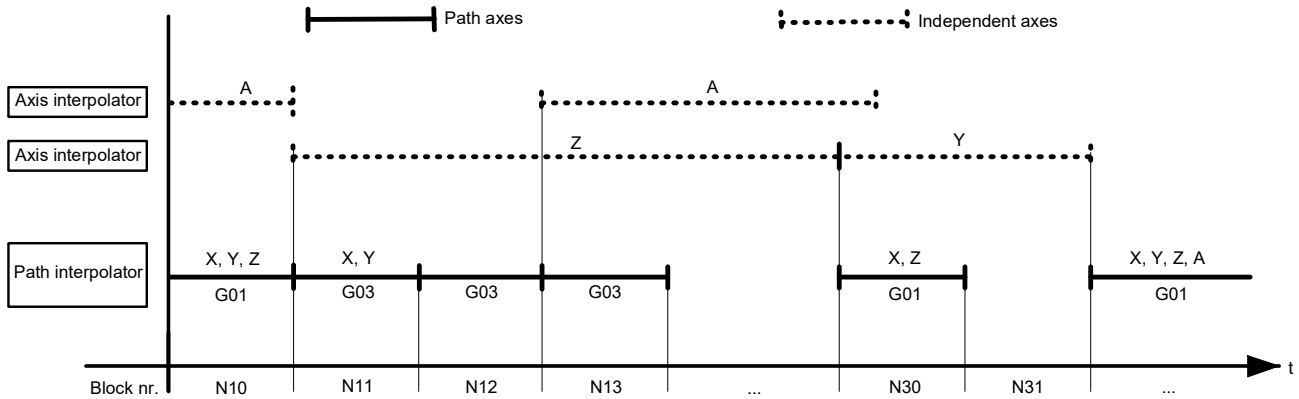 Path axes
Independent axes
Axis interpolator
A
A
Axis interpolator
Z
Y
Path interpolator
X, Y, Z
X, Y
X, Z
X, Y, Z, A
G01
G03
G03
G03
G01
G01
t
Block nr.
N10
N11
N12
N13
...
N30
N31
...